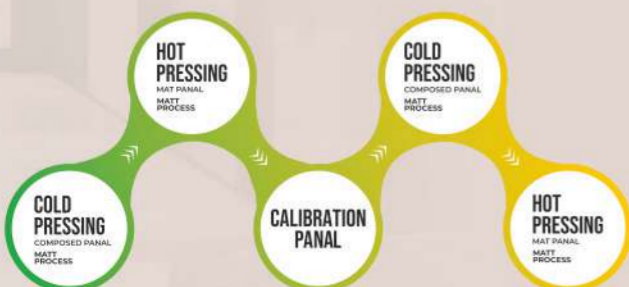 COLD
PRESSING
COMPOSED PANAL
MATT
PROCESS
HOT
PRESSING
MAT PANAL
MATT
PROCESS
CALIBRATION
PANAL
COLD
PRESSING
COMPOSED PANAL
MATT
PROCESS
HOT
PRESSING
MAT PANAL
MATT
PROCESS